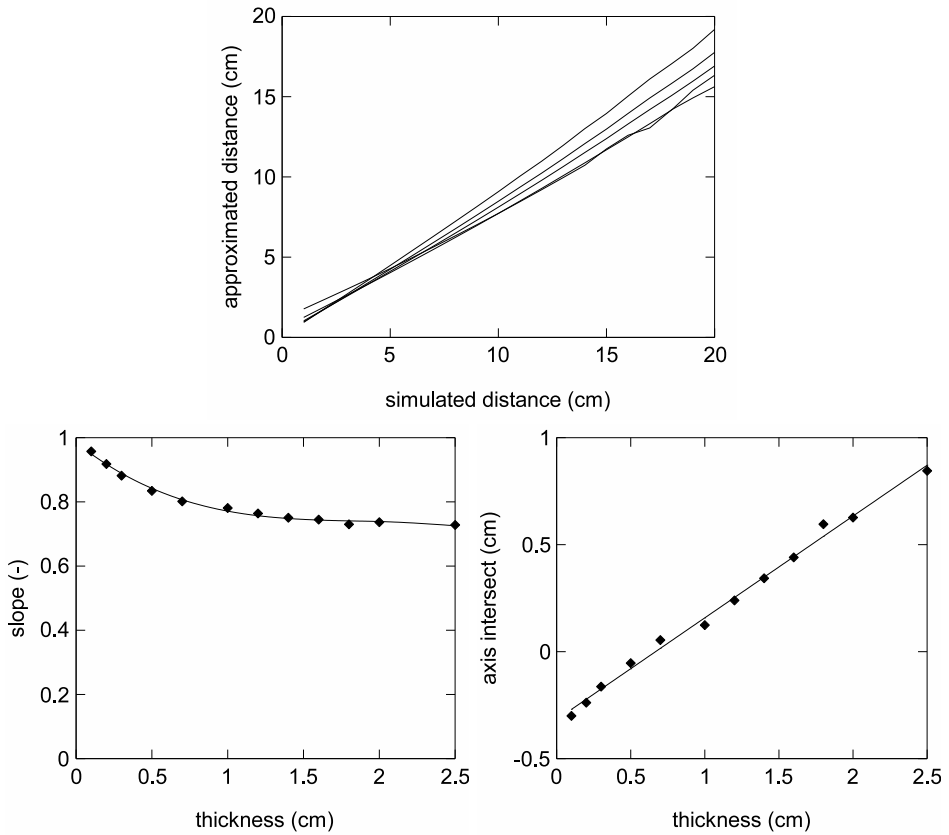 20
15
10
5
0
approximated distance (cm)
0 5 10 15 20
simulated distance (cm)
1
0.8
0.6
0.4
0.2
0
slope (-)
0 0.5 1 1.5 2 2.5
thickness (cm)
1
0.5
0
-0.5
axis intersect (cm)
0 0.5 1 1.5 2 2.5
thickness (cm)